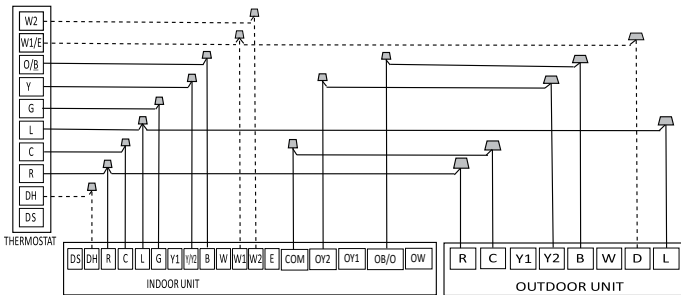 W2
W1/E
O/B
Y
G
L
C
R
DH
DS
THERMOSTAT
DS DH R C L G Y1 Y/Y2 B W W1 W2 E COM OY2 OY1 OB/O OW
INDOOR UNIT
R C Y1 Y2 B W D L
OUTDOOR UNIT